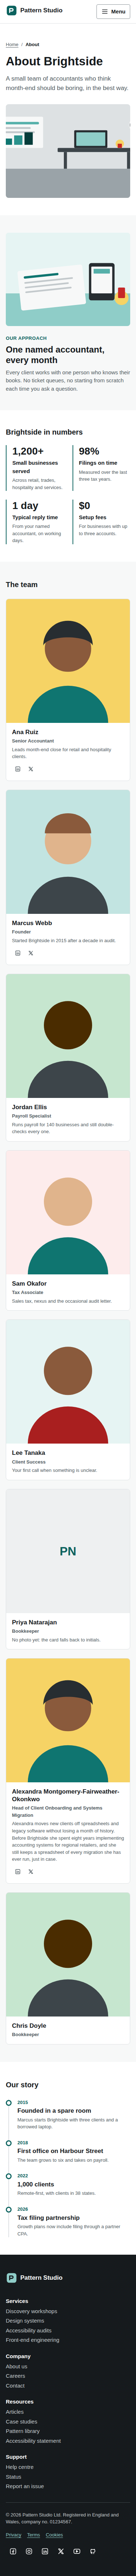 Pattern Studio
Menu
Home / About
About Brightside
A small team of accountants who think
month-end should be boring, in the best way.
OUR APPROACH
One named accountant,
every month
Every client works with one person who knows their
books. No ticket queues, no starting from scratch
each time you ask a question.
Brightside in numbers
1,200+
Small businesses
served
Across retail, trades,
hospitality and services.
98%
Filings on time
Measured over the last
three tax years.
1 day
Typical reply time
From your named
accountant, on working
days.
$0
Setup fees
For businesses with up
to three accounts.
The team
Ana Ruiz
Senior Accountant
Leads month-end close for retail and hospitality
clients.
Marcus Webb
Founder
Started Brightside in 2015 after a decade in audit.
Jordan Ellis
Payroll Specialist
Runs payroll for 140 businesses and still double-
checks every one.
Sam Okafor
Tax Associate
Sales tax, nexus and the occasional audit letter.
Lee Tanaka
Client Success
Your first call when something is unclear.
PN
Priya Natarajan
Bookkeeper
No photo yet: the card falls back to initials.
Alexandra Montgomery-Fairweather-
Okonkwo
Head of Client Onboarding and Systems
Migration
Alexandra moves new clients off spreadsheets and
legacy software without losing a month of history.
Before Brightside she spent eight years implementing
accounting systems for regional retailers, and she
still keeps a spreadsheet of every migration she has
ever run, just in case.
Chris Doyle
Bookkeeper
Our story
2015
Founded in a spare room
Marcus starts Brightside with three clients and a
borrowed laptop.
2018
First office on Harbour Street
The team grows to six and takes on payroll.
2022
1,000 clients
Remote-first, with clients in 38 states.
2026
Tax filing partnership
Growth plans now include filing through a partner
CPA.
Pattern Studio
Services
Discovery workshops
Design systems
Accessibility audits
Front-end engineering
Company
About us
Careers
Contact
Resources
Articles
Case studies
Pattern library
Accessibility statement
Support
Help centre
Status
Report an issue
© 2026 Pattern Studio Ltd. Registered in England and
Wales, company no. 01234567.
Privacy Terms Cookies